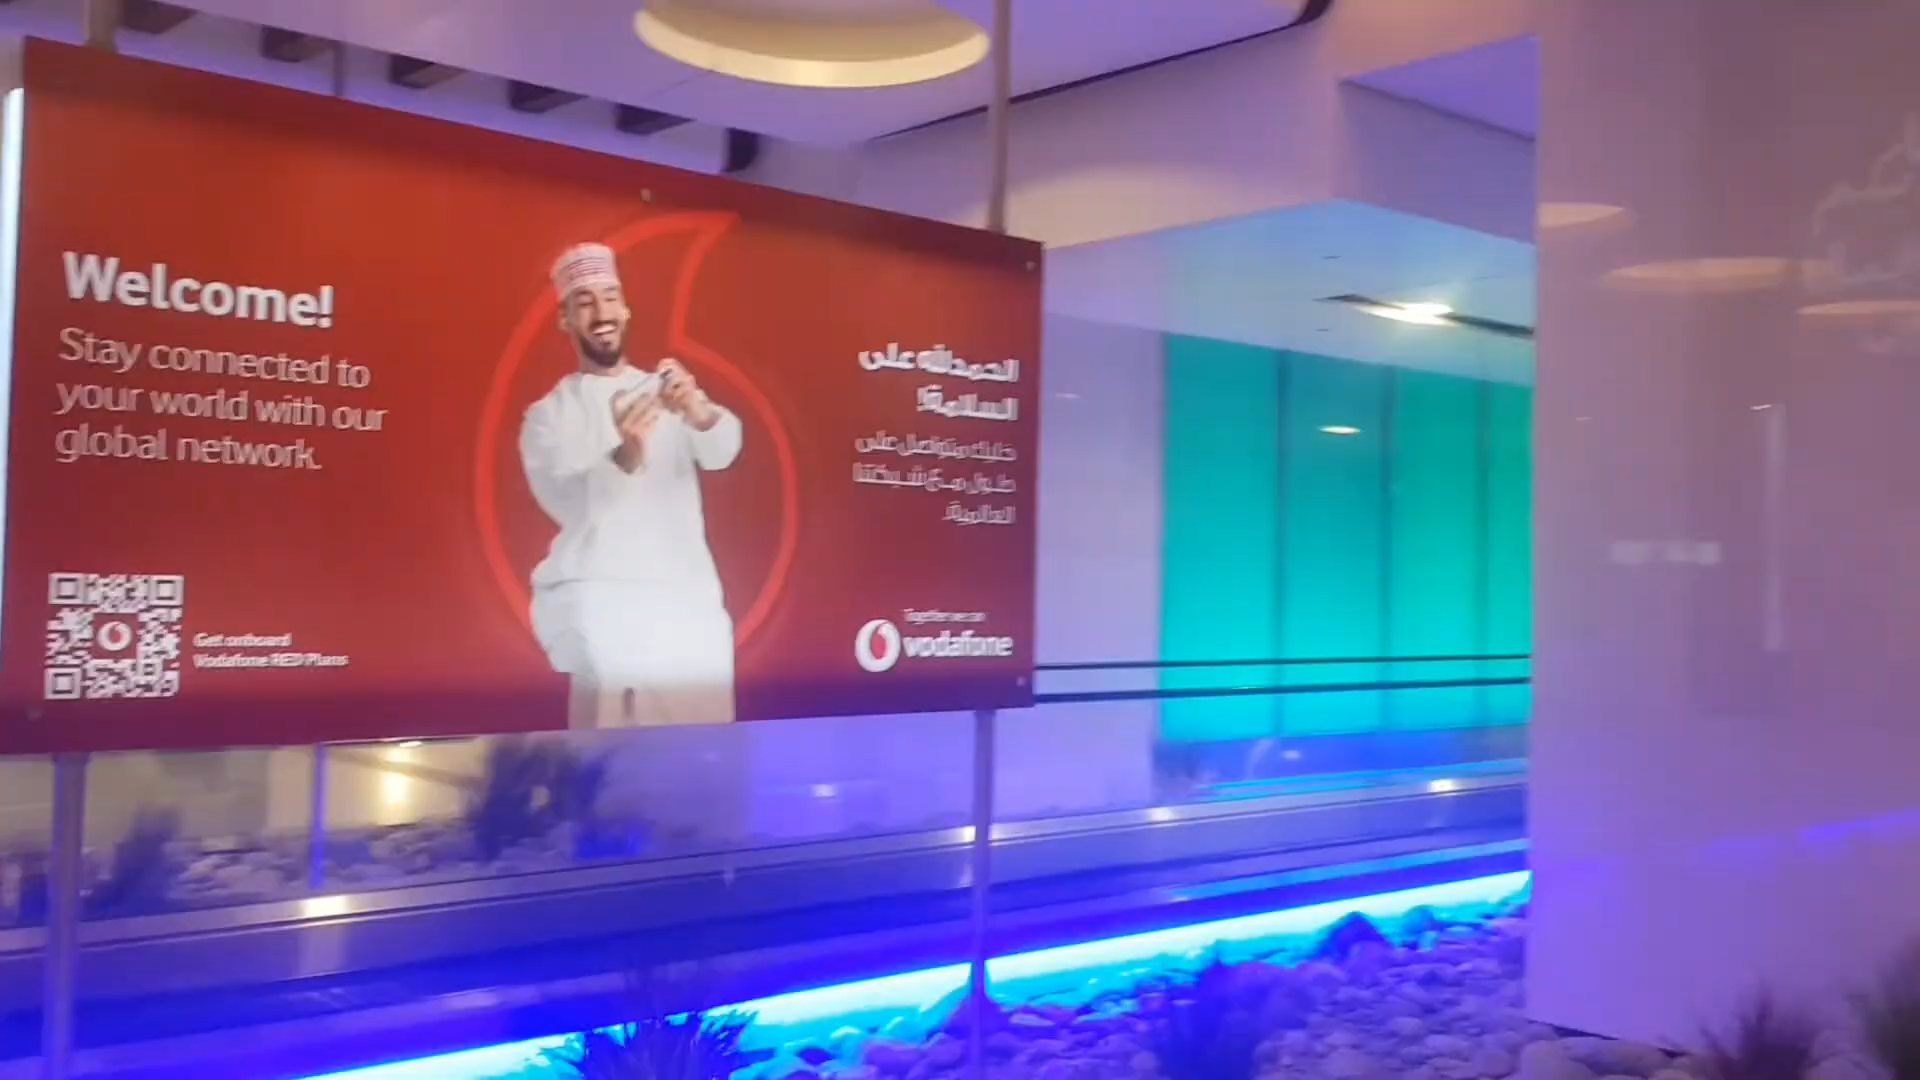 Welcome!
Stay connected to
your world with our
global network.
Get onboard
Vodafone RED Plans
الحمدلله على
السلامة!
خليك متواصل على
طول مع شبكتنا
العالمية.
Together we can
vodafone